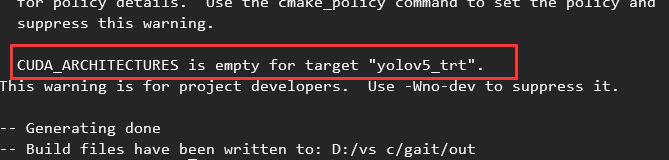 for policy details. Use the cmake_policy command to set the policy and
suppress this warning.
CUDA_ARCHITECTURES is empty for target "yolov5_trt".
This warning is for project developers. Use -Wno-dev to suppress it.
-- Generating done
-- Build files have been written to: D:/vs c/gait/out